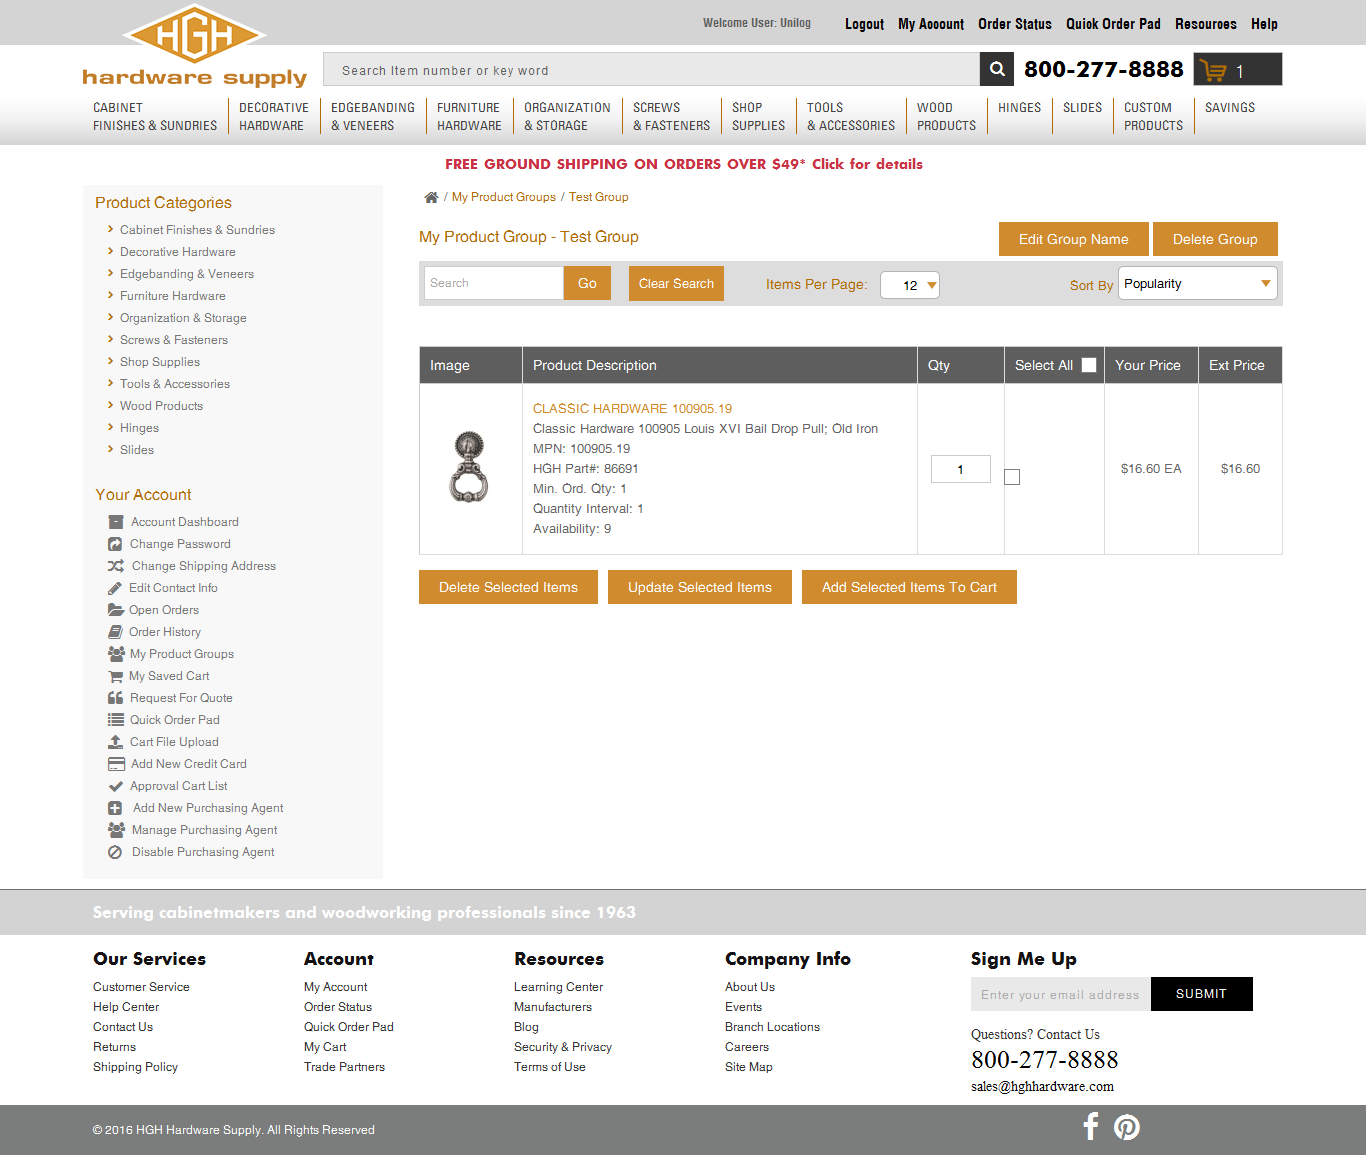 Welcome User: Unilog
Logout My Account Order Status Quick Order Pad Resources Help
HGH
hardware supply
Search Item number or key word
800-277-8888
1
CABINET
FINISHES & SUNDRIES
DECORATIVE
HARDWARE
EDGEBANDING
& VENEERS
FURNITURE
HARDWARE
ORGANIZATION
& STORAGE
SCREWS
& FASTENERS
SHOP
SUPPLIES
TOOLS
& ACCESSORIES
WOOD
PRODUCTS
HINGES
SLIDES
CUSTOM
PRODUCTS
SAVINGS
FREE GROUND SHIPPING ON ORDERS OVER $49* Click for details
Product Categories
Cabinet Finishes & Sundries
Decorative Hardware
Edgebanding & Veneers
Furniture Hardware
Organization & Storage
Screws & Fasteners
Shop Supplies
Tools & Accessories
Wood Products
Hinges
Slides
Your Account
Account Dashboard
Change Password
Change Shipping Address
Edit Contact Info
Open Orders
Order History
My Product Groups
My Saved Cart
Request For Quote
Quick Order Pad
Cart File Upload
Add New Credit Card
Approval Cart List
Add New Purchasing Agent
Manage Purchasing Agent
Disable Purchasing Agent
/ My Product Groups / Test Group
My Product Group - Test Group
Edit Group Name
Delete Group
Search
Go
Clear Search
Items Per Page:
12
Sort By
Popularity
Image
Product Description
Qty
Select All
Your Price
Ext Price
CLASSIC HARDWARE 100905.19
Classic Hardware 100905 Louis XVI Bail Drop Pull; Old Iron
MPN: 100905.19
HGH Part#: 86691
Min. Ord. Qty: 1
Quantity Interval: 1
Availability: 9
1
$16.60 EA
$16.60
Delete Selected Items
Update Selected Items
Add Selected Items To Cart
Serving cabinetmakers and woodworking professionals since 1963
Our Services
Customer Service
Help Center
Contact Us
Returns
Shipping Policy
Account
My Account
Order Status
Quick Order Pad
My Cart
Trade Partners
Resources
Learning Center
Manufacturers
Blog
Security & Privacy
Terms of Use
Company Info
About Us
Events
Branch Locations
Careers
Site Map
Sign Me Up
Enter your email address
SUBMIT
Questions? Contact Us
800-277-8888
sales@hghhardware.com
© 2016 HGH Hardware Supply. All Rights Reserved